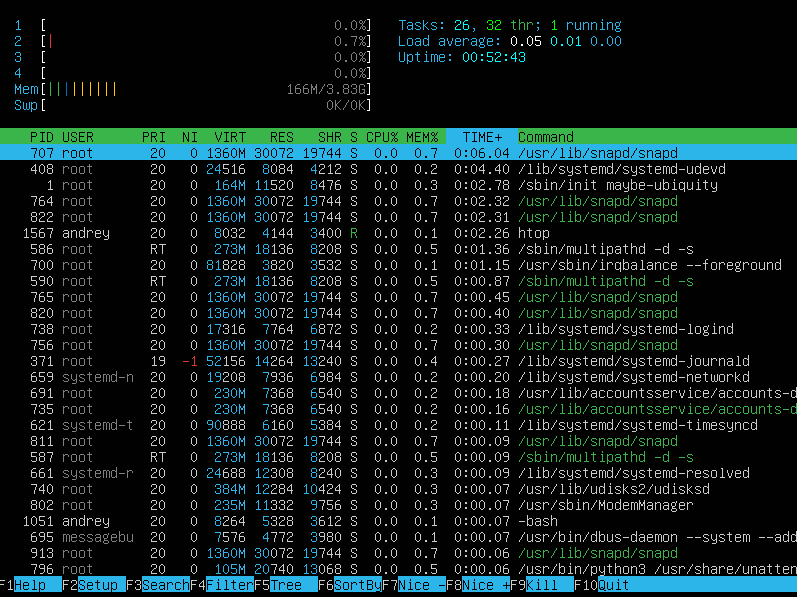 1 [ 0.0%] Tasks: 26, 32 thr; 1 running
2 [| 0.7%] Load average: 0.05 0.01 0.00
3 [ 0.0%] Uptime: 00:52:43
4 [ 0.0%]
Mem[||||||||| 166M/3.83G]
Swp[ 0K/0K]
PID USER PRI NI VIRT RES SHR S CPU% MEM% TIME+ Command
707 root 20 0 1360M 30072 19744 S 0.0 0.7 0:06.04 /usr/lib/snapd/snapd
408 root 20 0 24516 8084 4212 S 0.0 0.2 0:04.40 /lib/systemd/systemd-udevd
1 root 20 0 164M 11520 8476 S 0.0 0.3 0:02.78 /sbin/init maybe-ubiquity
764 root 20 0 1360M 30072 19744 S 0.0 0.7 0:02.32 /usr/lib/snapd/snapd
822 root 20 0 1360M 30072 19744 S 0.0 0.7 0:02.31 /usr/lib/snapd/snapd
1567 andrey 20 0 8032 4144 3400 R 0.0 0.1 0:02.26 htop
586 root RT 0 273M 18136 8208 S 0.0 0.5 0:01.36 /sbin/multipathd -d -s
700 root 20 0 81828 3820 3532 S 0.0 0.1 0:01.15 /usr/sbin/irqbalance --foreground
590 root RT 0 273M 18136 8208 S 0.0 0.5 0:00.87 /sbin/multipathd -d -s
765 root 20 0 1360M 30072 19744 S 0.0 0.7 0:00.45 /usr/lib/snapd/snapd
820 root 20 0 1360M 30072 19744 S 0.0 0.7 0:00.40 /usr/lib/snapd/snapd
738 root 20 0 17316 7764 6872 S 0.0 0.2 0:00.33 /lib/systemd/systemd-logind
756 root 20 0 1360M 30072 19744 S 0.0 0.7 0:00.30 /usr/lib/snapd/snapd
371 root 19 -1 52156 14264 13240 S 0.0 0.4 0:00.27 /lib/systemd/systemd-journald
659 systemd-n 20 0 19208 7936 6984 S 0.0 0.2 0:00.20 /lib/systemd/systemd-networkd
691 root 20 0 230M 7368 6540 S 0.0 0.2 0:00.18 /usr/lib/accountsservice/accounts-d
735 root 20 0 230M 7368 6540 S 0.0 0.2 0:00.16 /usr/lib/accountsservice/accounts-d
621 systemd-t 20 0 90888 6160 5384 S 0.0 0.2 0:00.11 /lib/systemd/systemd-timesyncd
811 root 20 0 1360M 30072 19744 S 0.0 0.7 0:00.09 /usr/lib/snapd/snapd
587 root RT 0 273M 18136 8208 S 0.0 0.5 0:00.09 /sbin/multipathd -d -s
661 systemd-r 20 0 24688 12308 8240 S 0.0 0.3 0:00.09 /lib/systemd/systemd-resolved
740 root 20 0 384M 12284 10424 S 0.0 0.3 0:00.07 /usr/lib/udisks2/udisksd
802 root 20 0 235M 11332 9756 S 0.0 0.3 0:00.07 /usr/sbin/ModemManager
1051 andrey 20 0 8264 5328 3612 S 0.0 0.1 0:00.07 -bash
695 messagebu 20 0 7576 4772 3980 S 0.0 0.1 0:00.07 /usr/bin/dbus-daemon --system --add
913 root 20 0 1360M 30072 19744 S 0.0 0.7 0:00.06 /usr/lib/snapd/snapd
796 root 20 0 105M 20740 13068 S 0.0 0.5 0:00.06 /usr/bin/python3 /usr/share/unatten
F1Help F2Setup F3SearchF4FilterF5Tree F6SortByF7Nice -F8Nice +F9Kill F10Quit